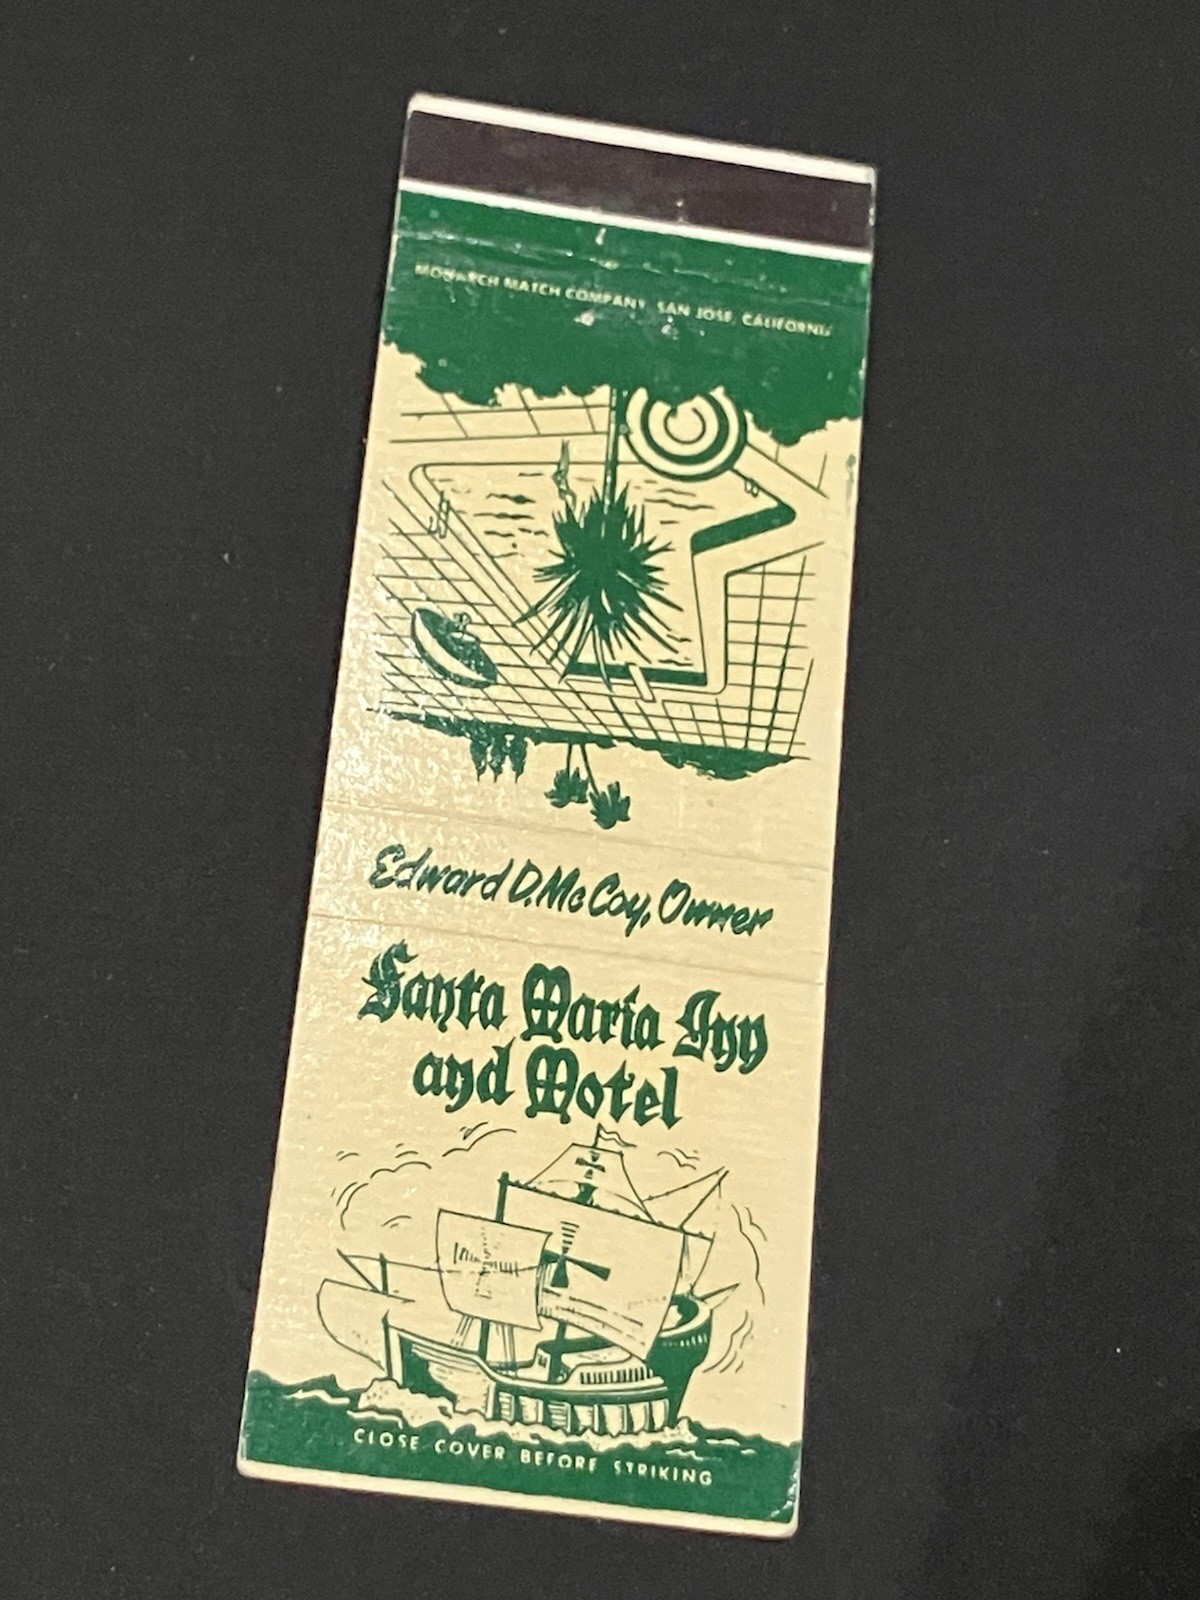 MONARCH MATCH COMPANY, SAN JOSE, CALIFORNIA
Edward D. McCoy, Owner
Santa Maria Inn
and Motel
CLOSE COVER BEFORE STRIKING